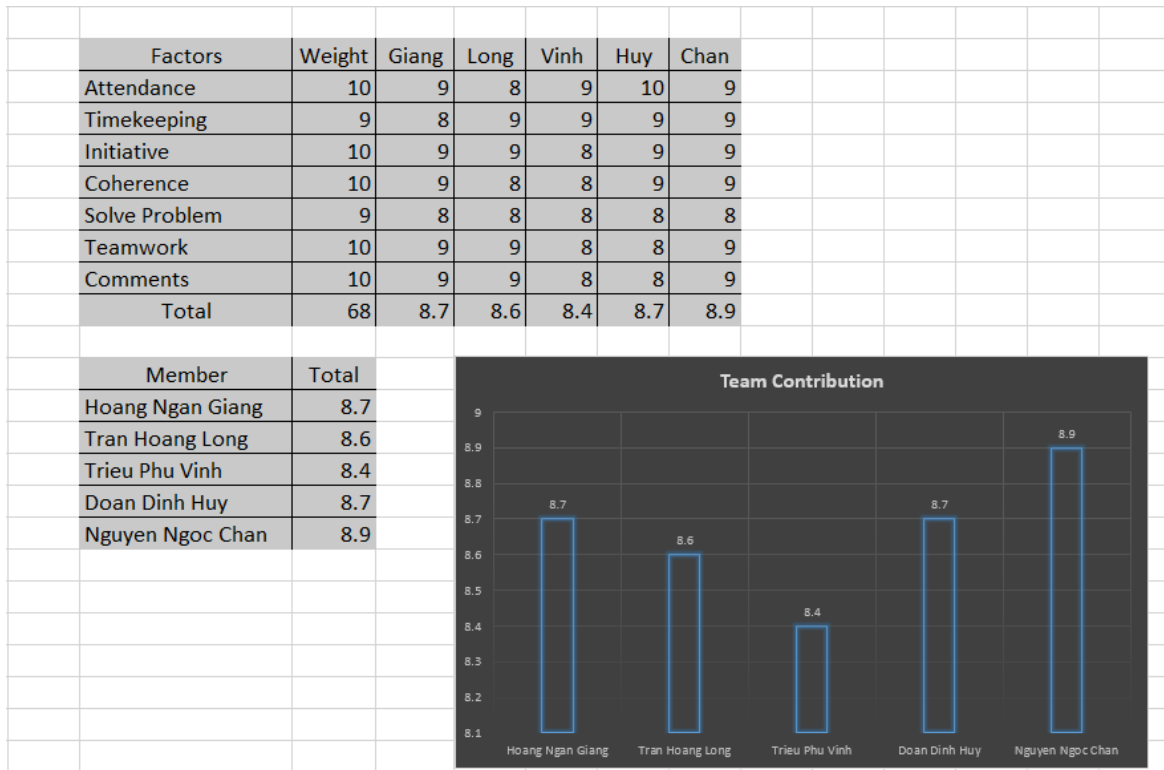 Factors Weight Giang Long Vinh Huy Chan
Attendance 10 9 8 9 10 9
Timekeeping 9 8 9 9 9 9
Initiative 10 9 9 8 9 9
Coherence 10 9 8 8 9 9
Solve Problem 9 8 8 8 8 8
Teamwork 10 9 9 8 8 9
Comments 10 9 9 8 8 9
Total 68 8.7 8.6 8.4 8.7 8.9
Member Total
Hoang Ngan Giang 8.7
Tran Hoang Long 8.6
Trieu Phu Vinh 8.4
Doan Dinh Huy 8.7
Nguyen Ngoc Chan 8.9
Team Contribution
9
8.9
8.8
8.7
8.6
8.5
8.4
8.3
8.2
8.1
8.7
8.6
8.4
8.7
8.9
Hoang Ngan Giang Tran Hoang Long Trieu Phu Vinh Doan Dinh Huy Nguyen Ngoc Chan